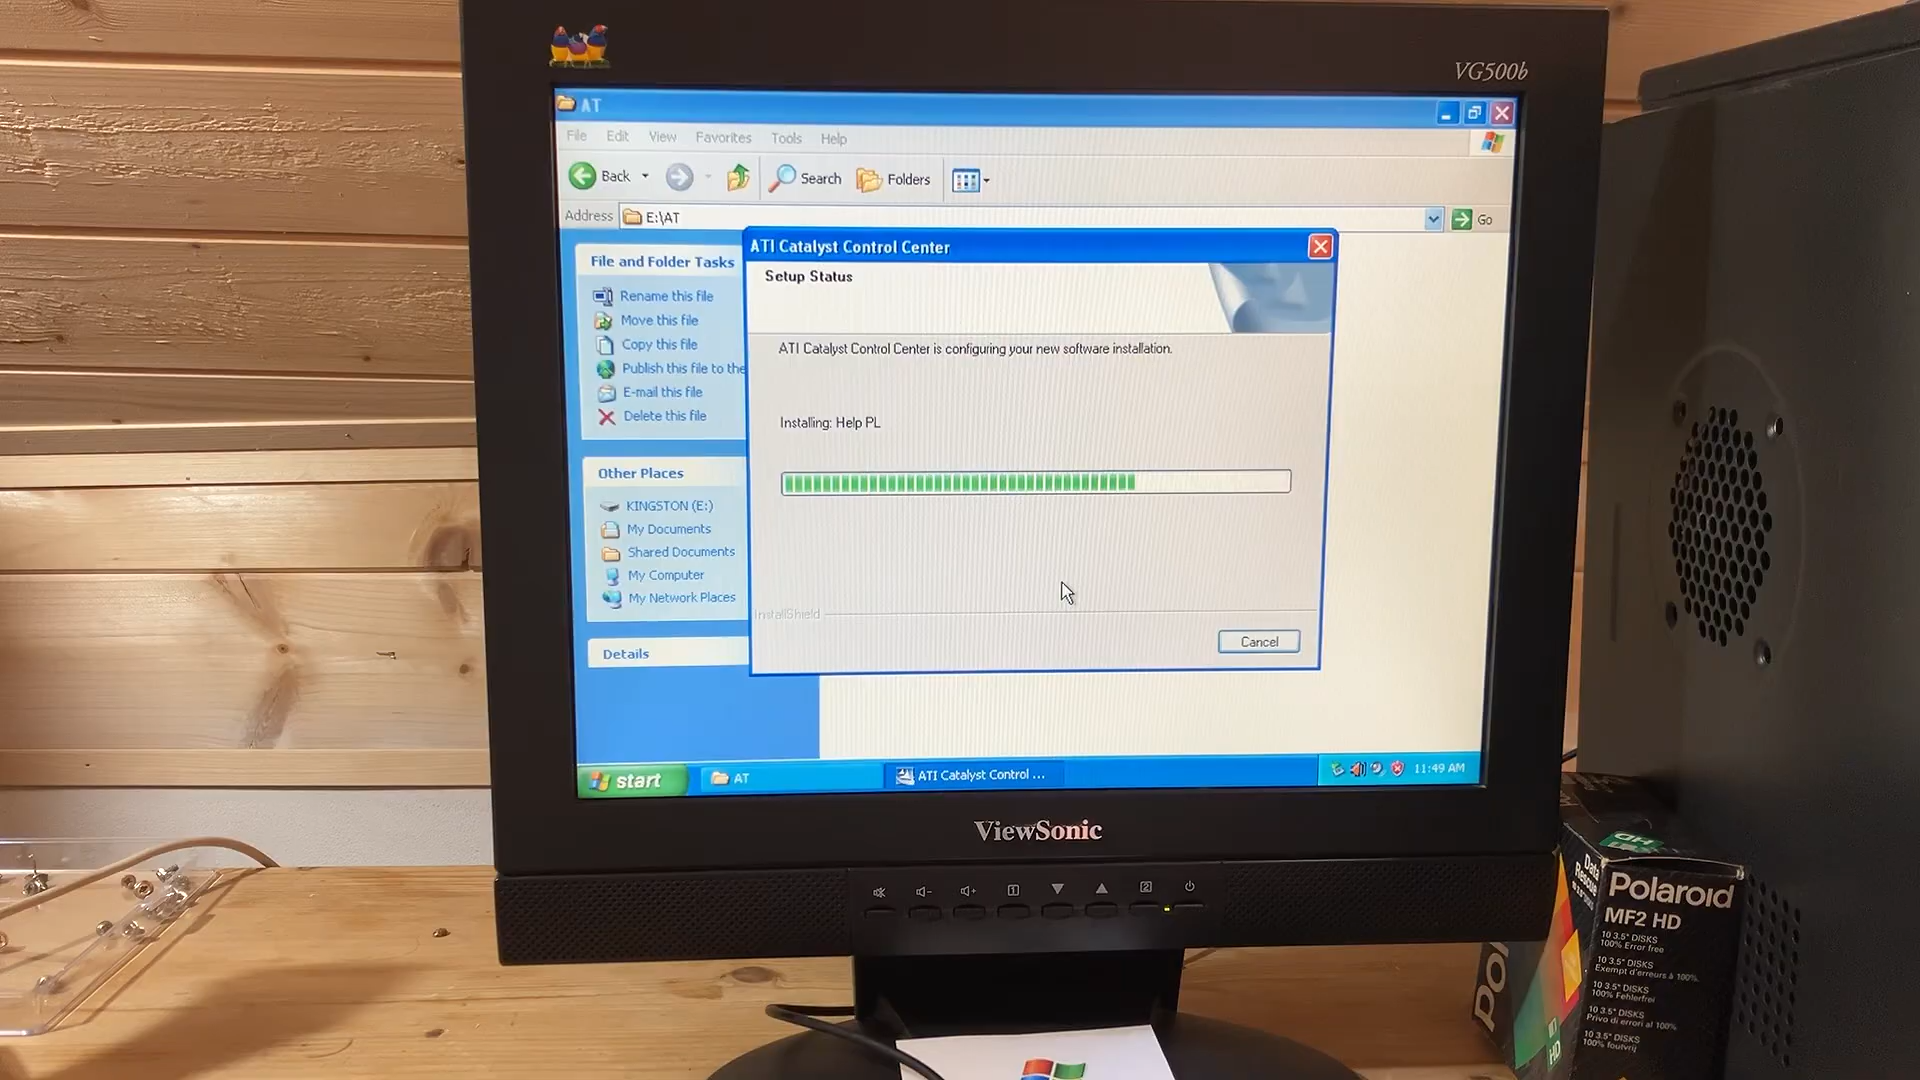 VG500b
AT
File Edit View Favorites Tools Help
Back Search Folders
Address E:\AT Go
File and Folder Tasks
Rename this file
Move this file
Copy this file
Publish this file to the
E-mail this file
Delete this file
Other Places
KINGSTON (E:)
My Documents
Shared Documents
My Computer
My Network Places
Details
ATI Catalyst Control Center
Setup Status
ATI Catalyst Control Center is configuring your new software installation.
Installing: Help PL
InstallShield
Cancel
start AT ATI Catalyst Control ... 11:49 AM
ViewSonic
1 2
Data
Rescue
Polaroid
MF2 HD
10 3.5" DISKS
100% Error free
10 3.5" DISKS
Exempt d'erreurs à 100%
10 3.5" DISKS
100% Fehlerfrei
10 3.5" DISKS
Privo di errori al 100%
10 3.5" DISKS
100% foutvrij
HD